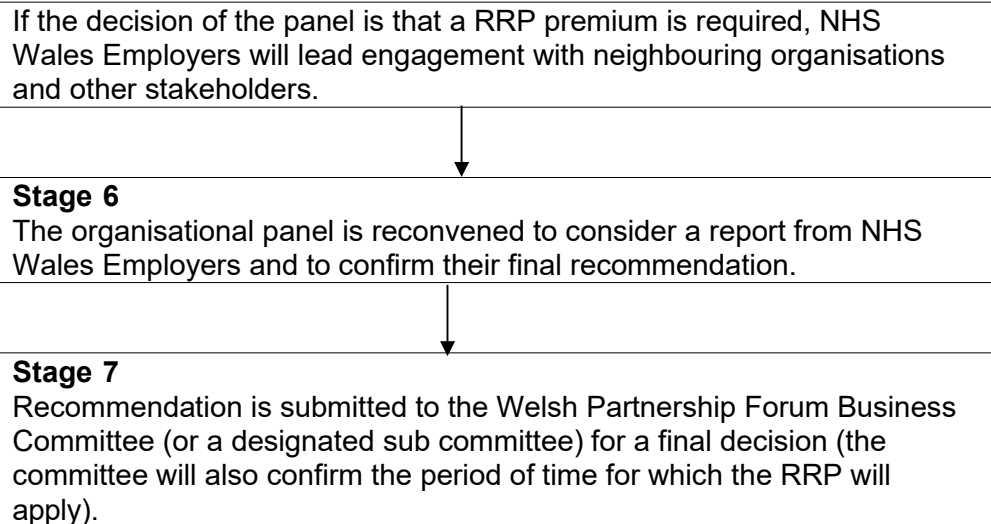 If the decision of the panel is that a RRP premium is required, NHS
Wales Employers will lead engagement with neighbouring organisations
and other stakeholders.
Stage 6
The organisational panel is reconvened to consider a report from NHS
Wales Employers and to confirm their final recommendation.
Stage 7
Recommendation is submitted to the Welsh Partnership Forum Business
Committee (or a designated sub committee) for a final decision (the
committee will also confirm the period of time for which the RRP will
apply).